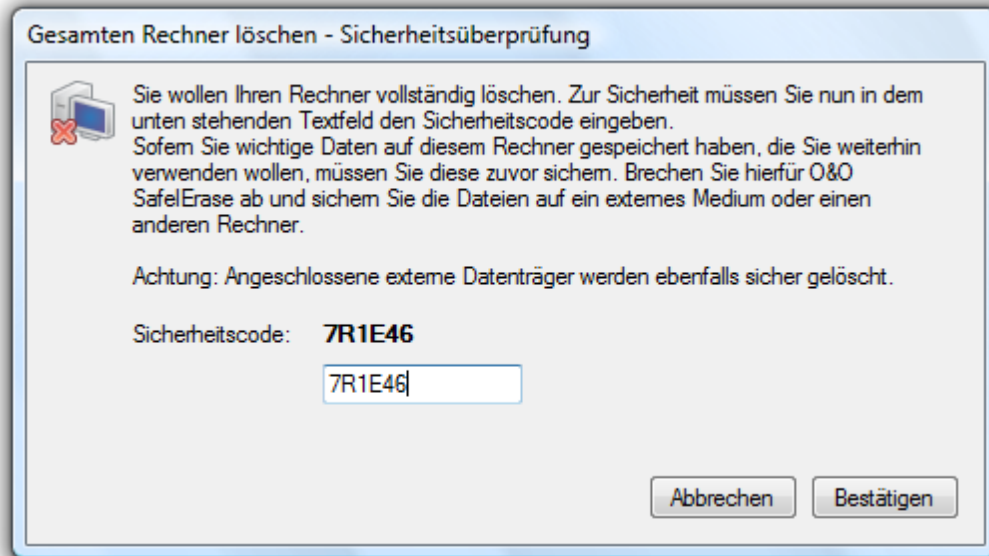 Gesamten Rechner löschen - Sicherheitsüberprüfung
Sie wollen Ihren Rechner vollständig löschen. Zur Sicherheit müssen Sie nun in dem
unten stehenden Textfeld den Sicherheitscode eingeben.
Sofern Sie wichtige Daten auf diesem Rechner gespeichert haben, die Sie weiterhin
verwenden wollen, müssen Sie diese zuvor sichern. Brechen Sie hierfür O&O
SafelErase ab und sichern Sie die Dateien auf ein externes Medium oder einen
anderen Rechner.
Achtung: Angeschlossene externe Datenträger werden ebenfalls sicher gelöscht.
Sicherheitscode: 7R1E46
7R1E46
Abbrechen Bestätigen